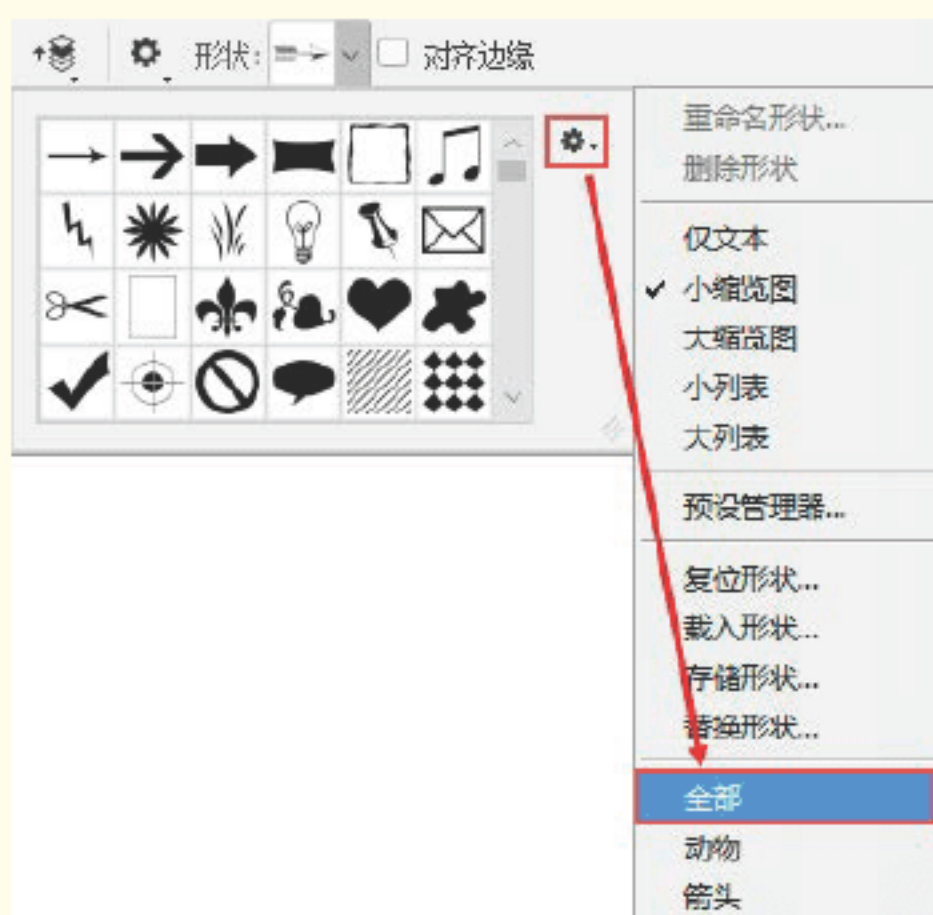 形状: 对齐边缘
重命名形状...
删除形状
仅文本
小缩览图
大缩览图
小列表
大列表
预设管理器...
复位形状...
载入形状...
存储形状...
替换形状...
全部
动物
箭头